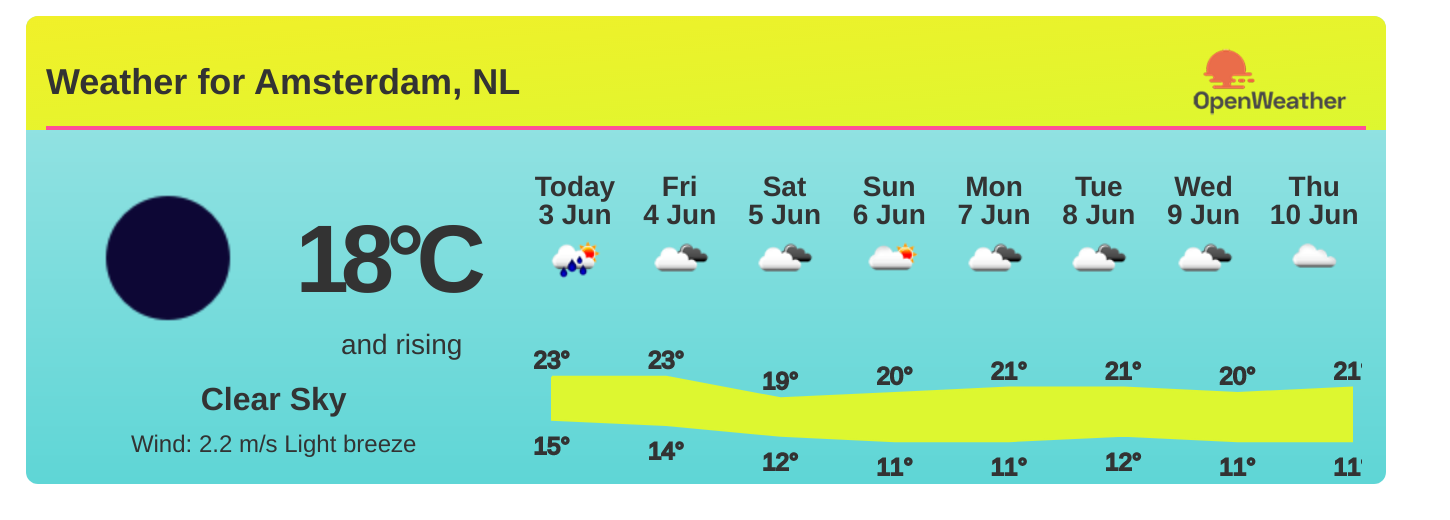 Weather for Amsterdam, NL
OpenWeather
Today Fri Sat Sun Mon Tue Wed Thu
3 Jun 4 Jun 5 Jun 6 Jun 7 Jun 8 Jun 9 Jun 10 Jun
18°C
and rising
Clear Sky
Wind: 2.2 m/s Light breeze
23° 23° 19° 20° 21° 21° 20° 21°
15° 14° 12° 11° 11° 12° 11° 11°